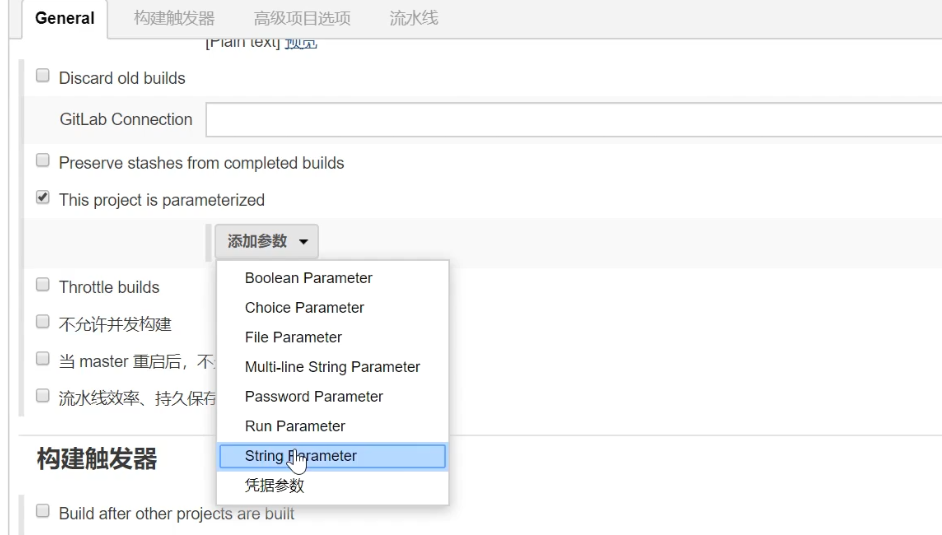 General 构建触发器 高级项目选项 流水线
[Plain text] 预览
Discard old builds
GitLab Connection
Preserve stashes from completed builds
This project is parameterized
添加参数
Boolean Parameter
Throttle builds
Choice Parameter
不允许并发构建
File Parameter
当 master 重启后，不
Multi-line String Parameter
流水线效率、持久保存
Password Parameter
Run Parameter
String Parameter
凭据参数
构建触发器
Build after other projects are built